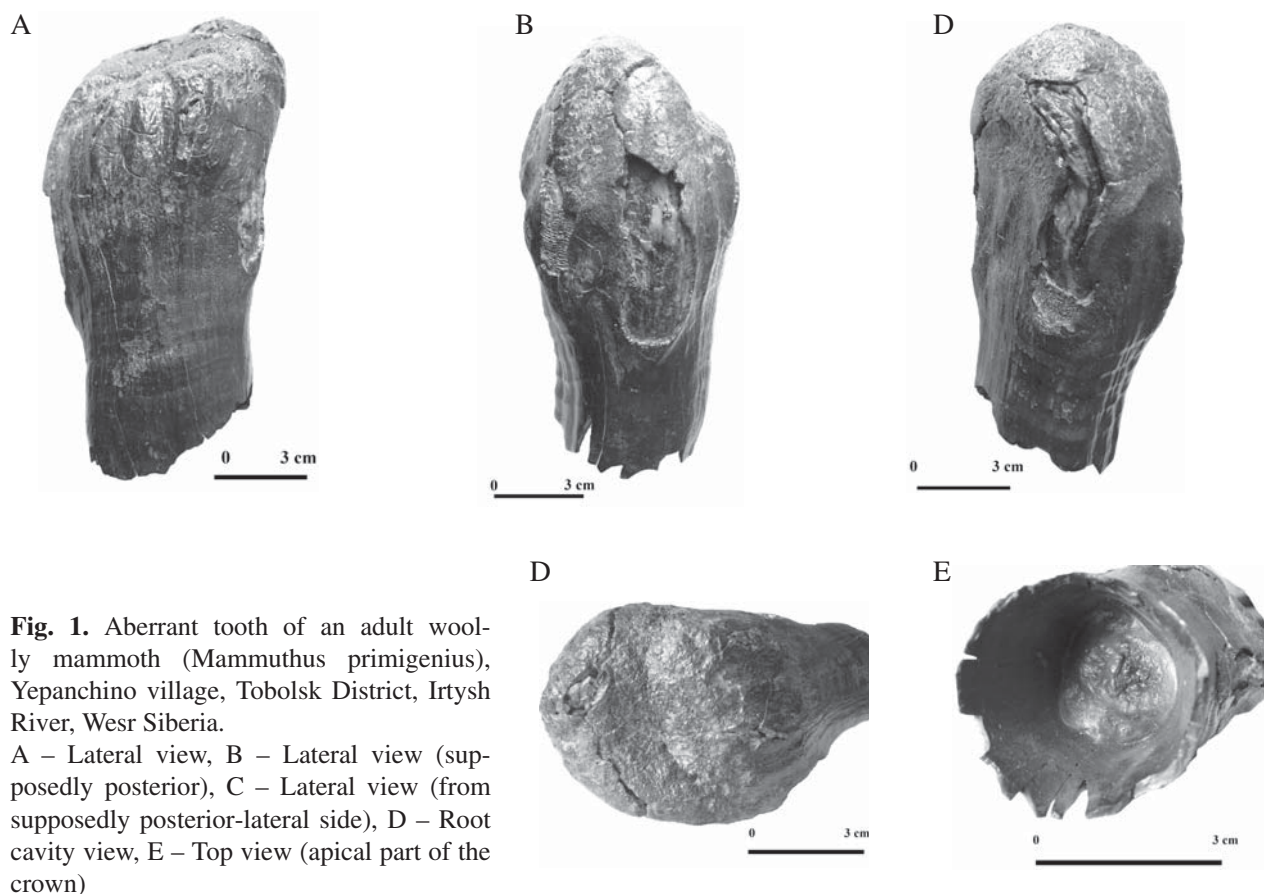 A
B
D
0 3 cm
0 3 cm
0 3 cm
D
E
Fig. 1. Aberrant tooth of an adult wool-
ly mammoth (Mammuthus primigenius),
Yepanchino village, Tobolsk District, Irtysh
River, Wesr Siberia.
A – Lateral view, B – Lateral view (sup-
posedly posterior), C – Lateral view (from
supposedly posterior-lateral side), D – Root
cavity view, E – Top view (apical part of the
crown)
0 3 cm
0 3 cm